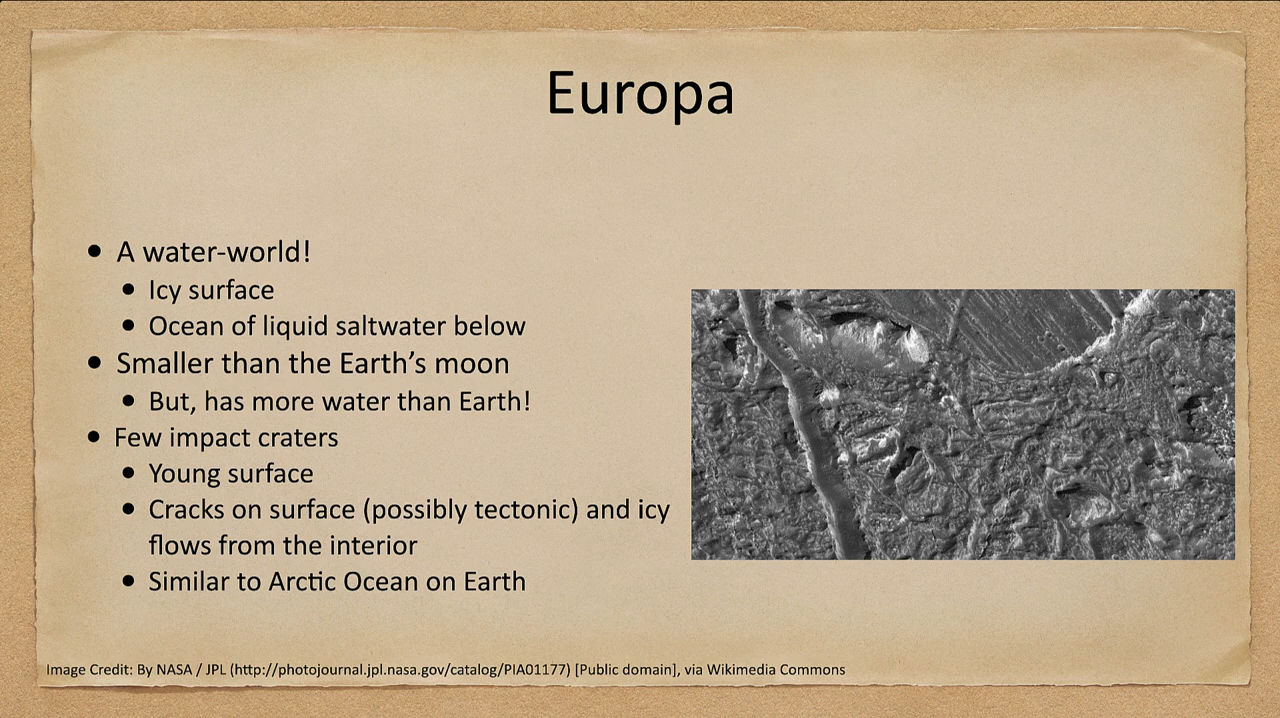 Europa
• A water-world!
• Icy surface
• Ocean of liquid saltwater below
• Smaller than the Earth’s moon
• But, has more water than Earth!
• Few impact craters
• Young surface
• Cracks on surface (possibly tectonic) and icy
flows from the interior
• Similar to Arctic Ocean on Earth
Image Credit: By NASA / JPL (http://photojournal.jpl.nasa.gov/catalog/PIA01177) [Public domain], via Wikimedia Commons